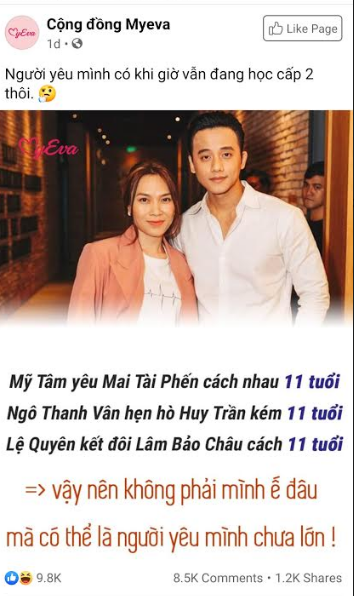 Cộng đồng Myeva
Like Page
1d •
Người yêu mình có khi giờ vẫn đang học cấp 2
thôi. 🤔
MyEva
MyEva
Mỹ Tâm yêu Mai Tài Phến cách nhau 11 tuổi
Ngô Thanh Vân hẹn hò Huy Trần kém 11 tuổi
Lệ Quyên kết đôi Lâm Bảo Châu cách 11 tuổi
=> vậy nên không phải mình ế đâu
mà có thể là người yêu mình chưa lớn !
9.8K 8.5K Comments • 1.2K Shares